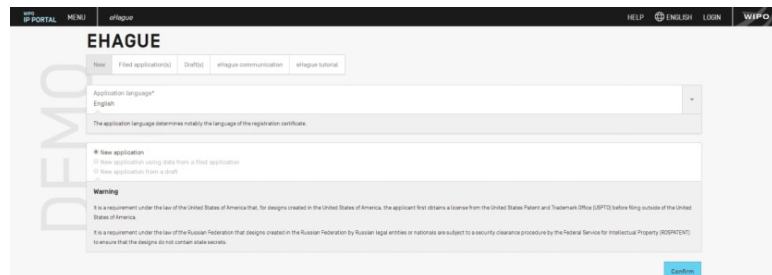 WIPO
IP PORTAL MENU eHague HELP ENGLISH LOGIN WIPO
EHAGUE
New Filed application(s) Draft(s) eHague communication eHague tutorial
DEMO
Application language*
English
The application language determines notably the language of the registration certificate.
New application
New application using data from a filed application
New application from a draft
Warning
It is a requirement under the law of the United States of America that, for designs created in the United States of America, the applicant first obtains a license from the United States Patent and Trademark Office (USPTO) before filing outside of the United
States of America.
It is a requirement under the law of the Russian Federation that designs created in the Russian Federation by Russian legal entities or nationals are subject to a security clearance procedure by the Federal Service for Intellectual Property (ROSPATENT)
to ensure that the designs do not contain state secrets.
Confirm